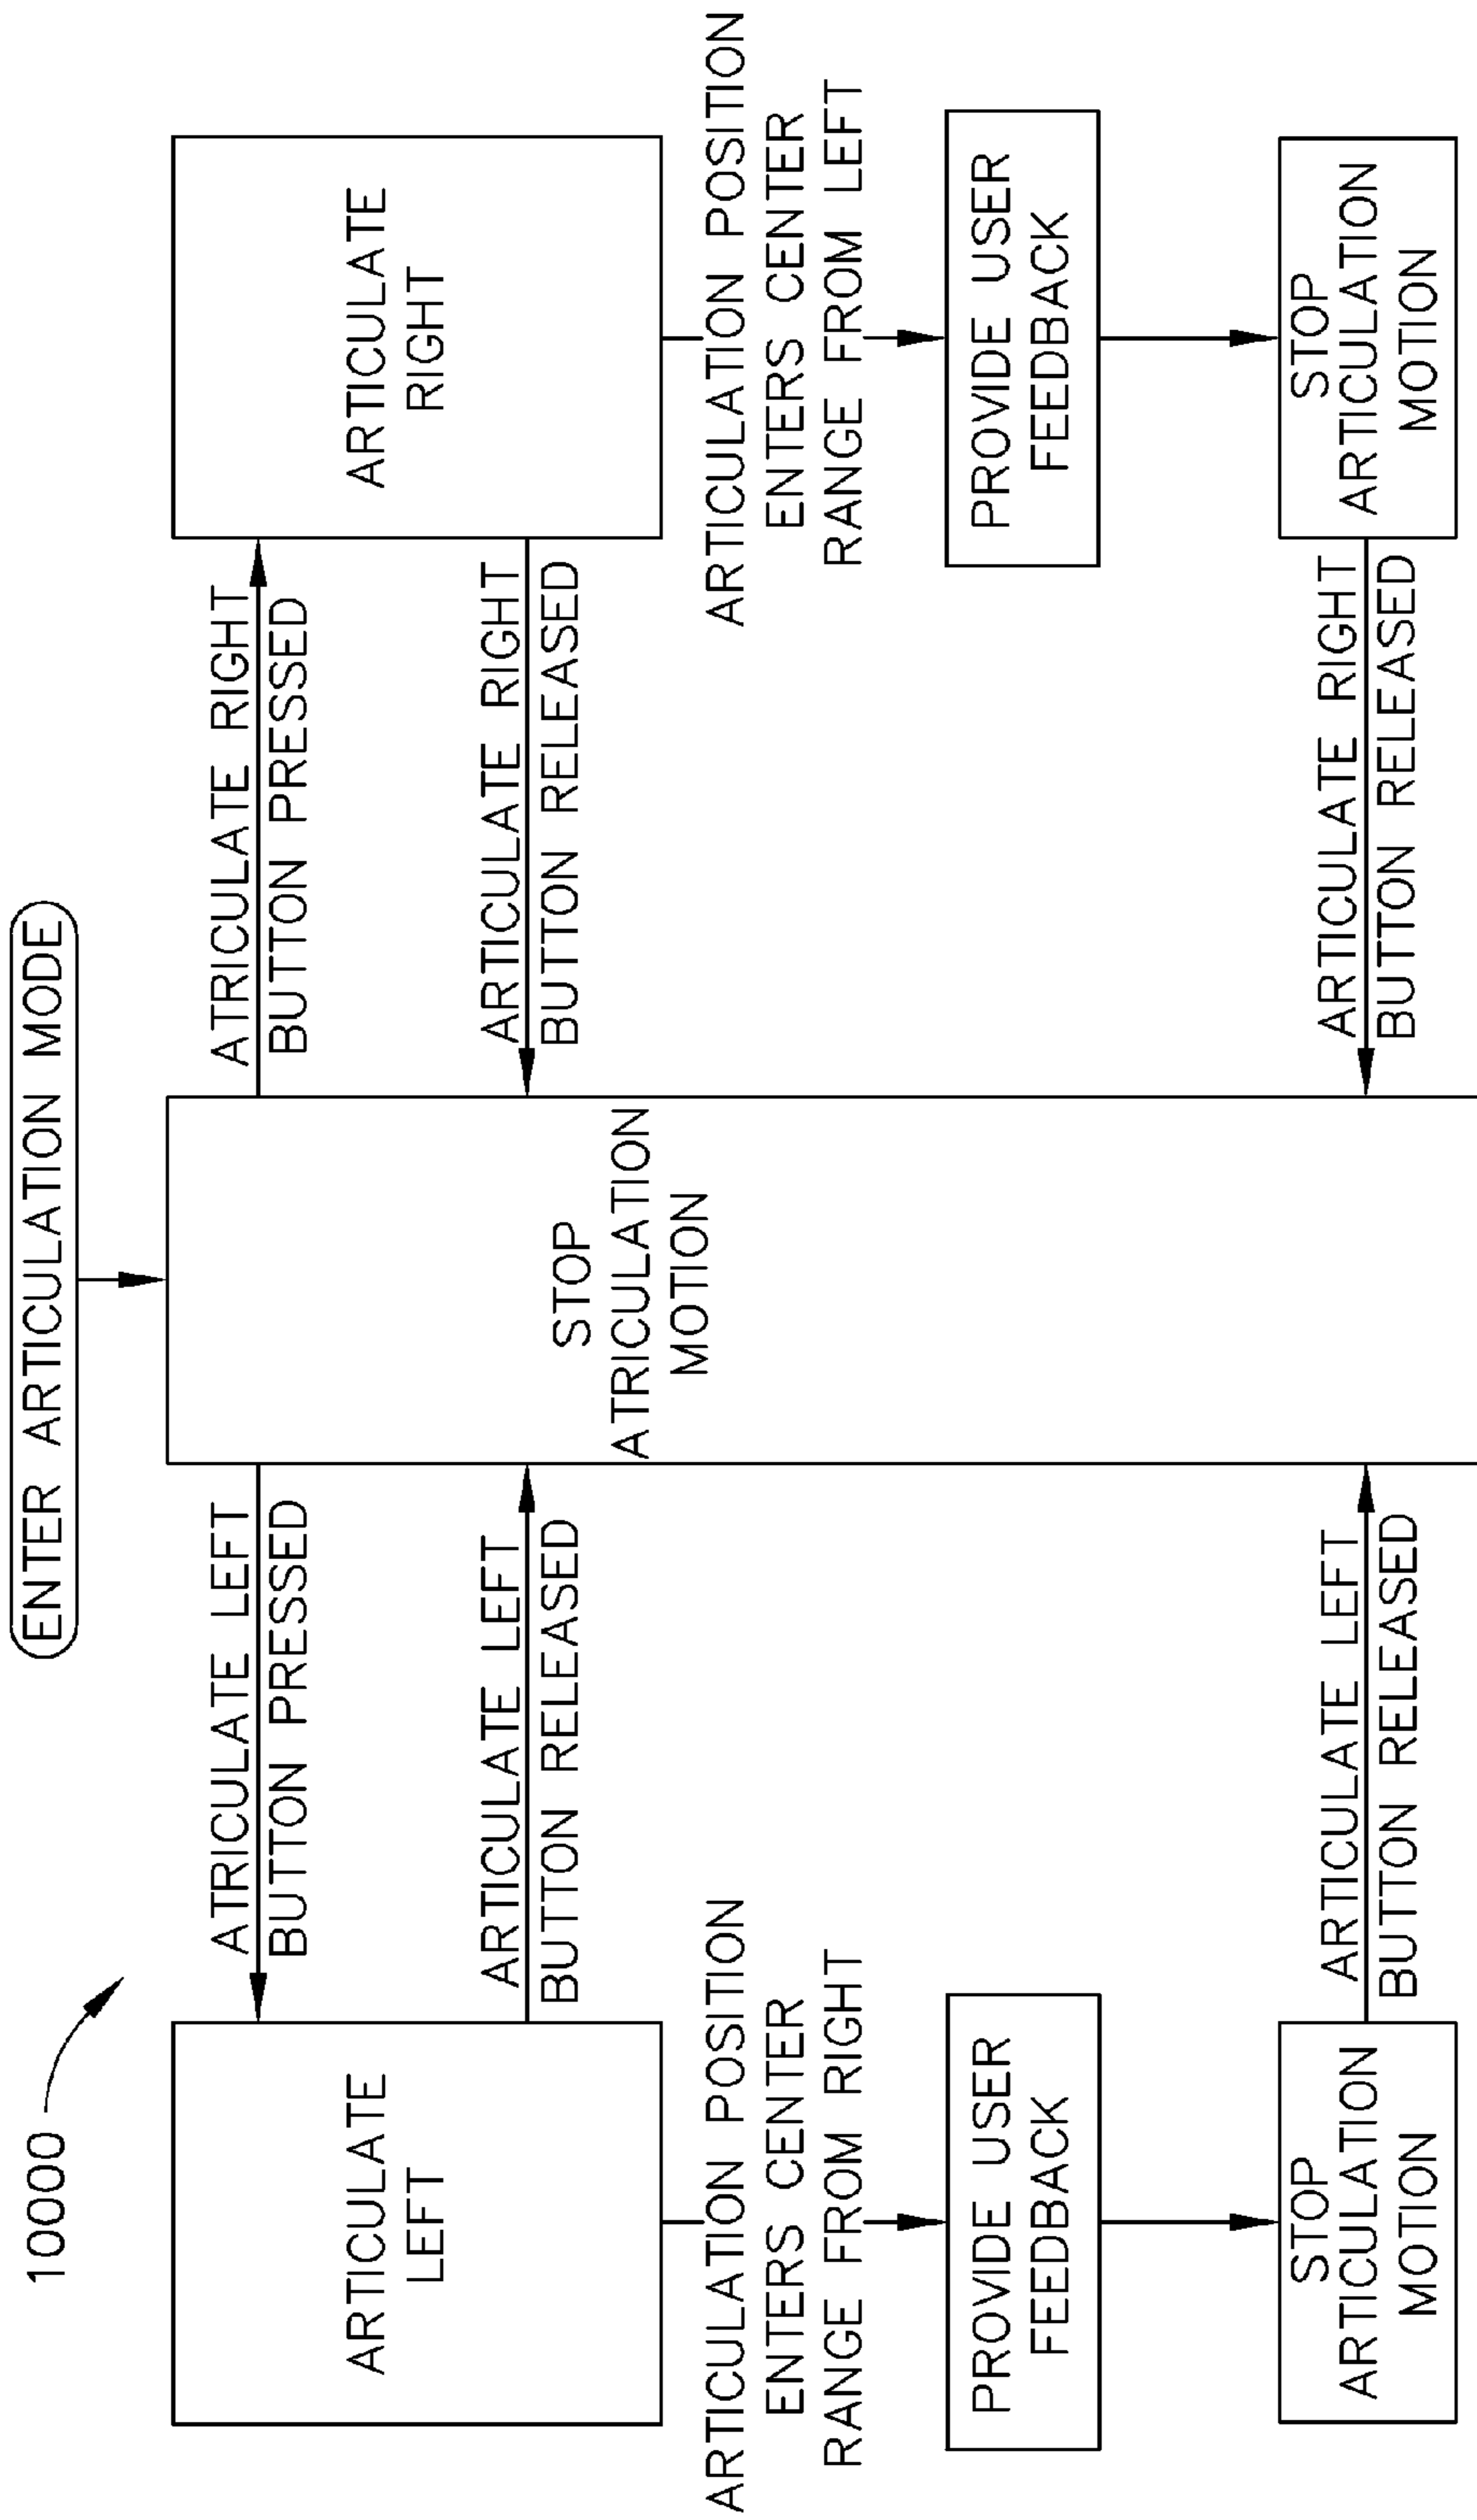 10000
ENTER ARTICULATION MODE
ATRICULATE LEFT
BUTTON PRESSED
ATRICULATE RIGHT
BUTTON PRESSED
ARTICULATE
LEFT
ARTICULATE
RIGHT
ARTICULATE LEFT
BUTTON RELEASED
STOP
ATRICULATION
MOTION
ARTICULATE RIGHT
BUTTON RELEASED
ARTICULATION POSITION
ENTERS CENTER
RANGE FROM RIGHT
ARTICULATION POSITION
ENTERS CENTER
RANGE FROM LEFT
PROVIDE USER
FEEDBACK
PROVIDE USER
FEEDBACK
STOP
ARTICULATION
MOTION
ARTICULATE LEFT
BUTTON RELEASED
ARTICULATE RIGHT
BUTTON RELEASED
STOP
ARTICULATION
MOTION